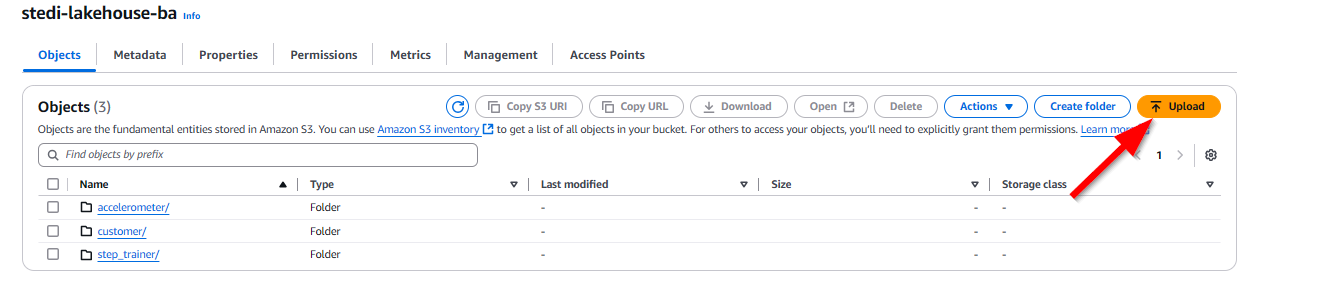 stedi-lakehouse-ba Info
Objects Metadata Properties Permissions Metrics Management Access Points
Objects (3) Copy S3 URI Copy URL Download Open Delete Actions Create folder Upload
Objects are the fundamental entities stored in Amazon S3. You can use Amazon S3 inventory to get a list of all objects in your bucket. For others to access your objects, you'll need to explicitly grant them permissions. Learn more
Find objects by prefix 1
Name Type Last modified Size Storage class
accelerometer/ Folder - - -
customer/ Folder - - -
step_trainer/ Folder - - -